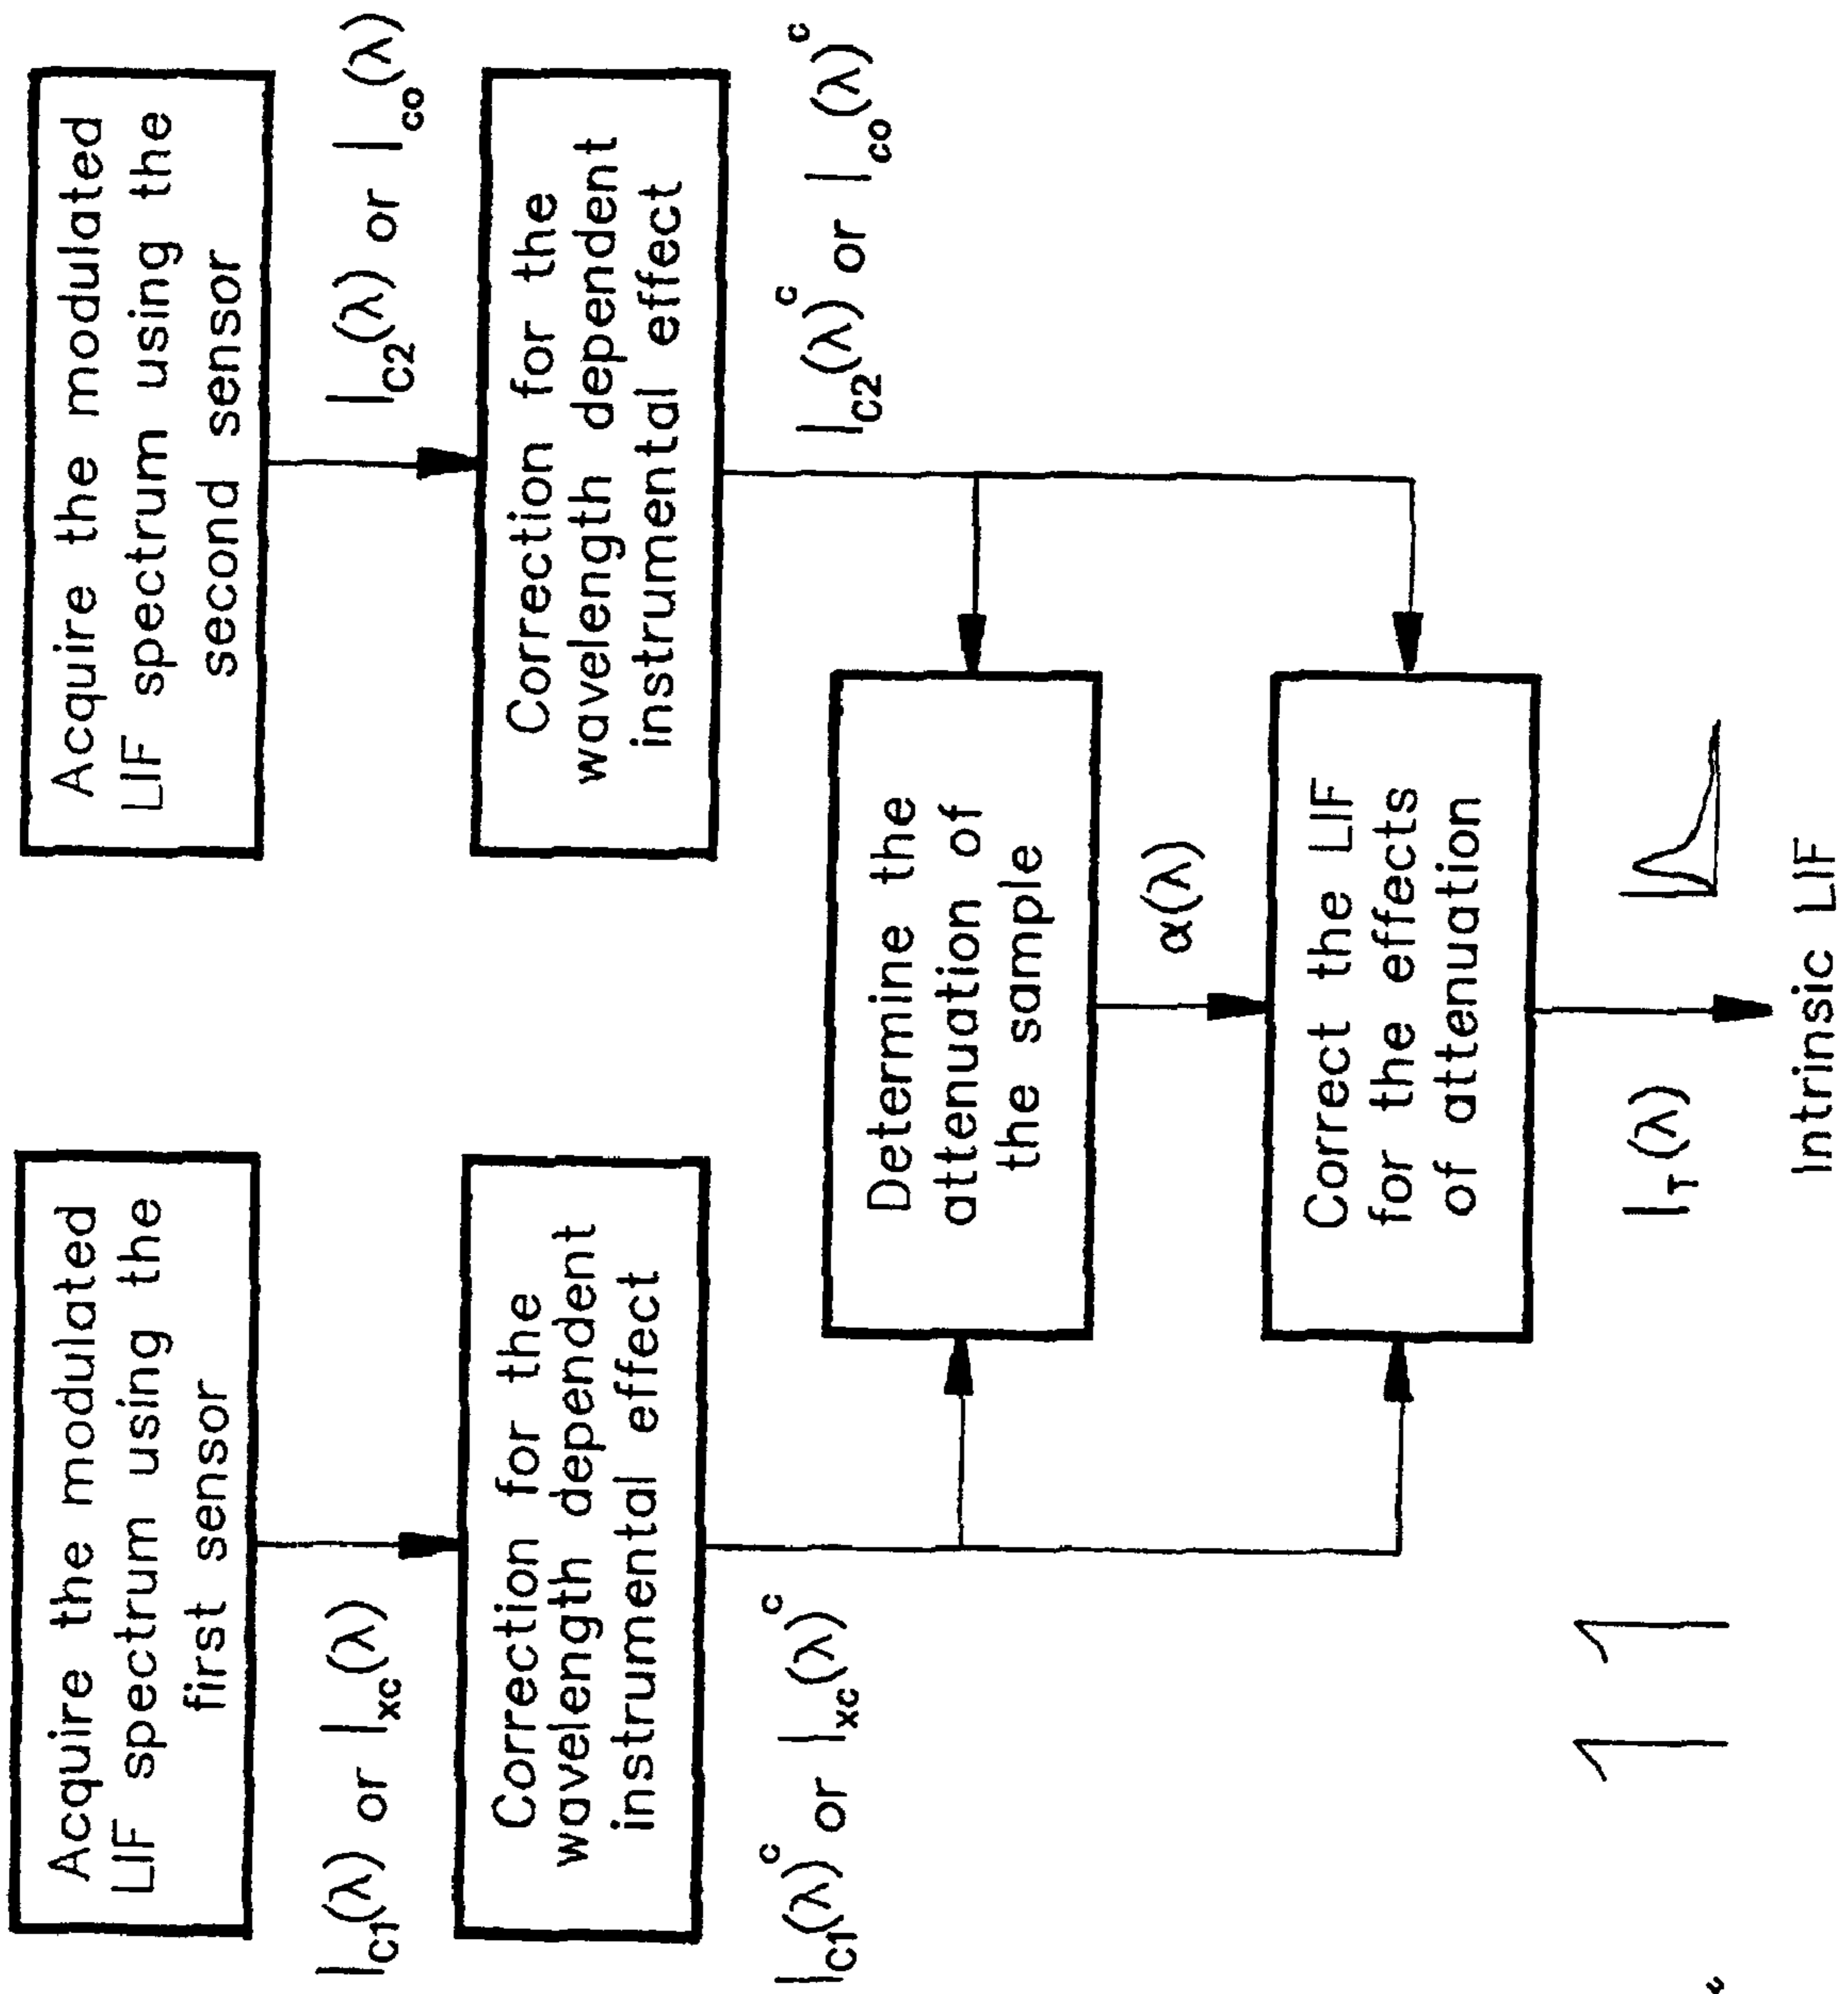 Acquire the modulated
LIF spectrum using the
first sensor
I_C1(λ) or I_xc(λ)
Correction for the
wavelength dependent
instrumental effect
I_C1(λ)^c or I_xc(λ)^c
Acquire the modulated
LIF spectrum using the
second sensor
I_C2(λ) or I_co(λ)
Correction for the
wavelength dependent
instrumental effect
I_C2(λ)^c or I_co(λ)^c
Determine the
attenuation of
the sample
α(λ)
Correct the LIF
for the effects
of attenuation
I_T(λ)
Intrinsic LIF
11